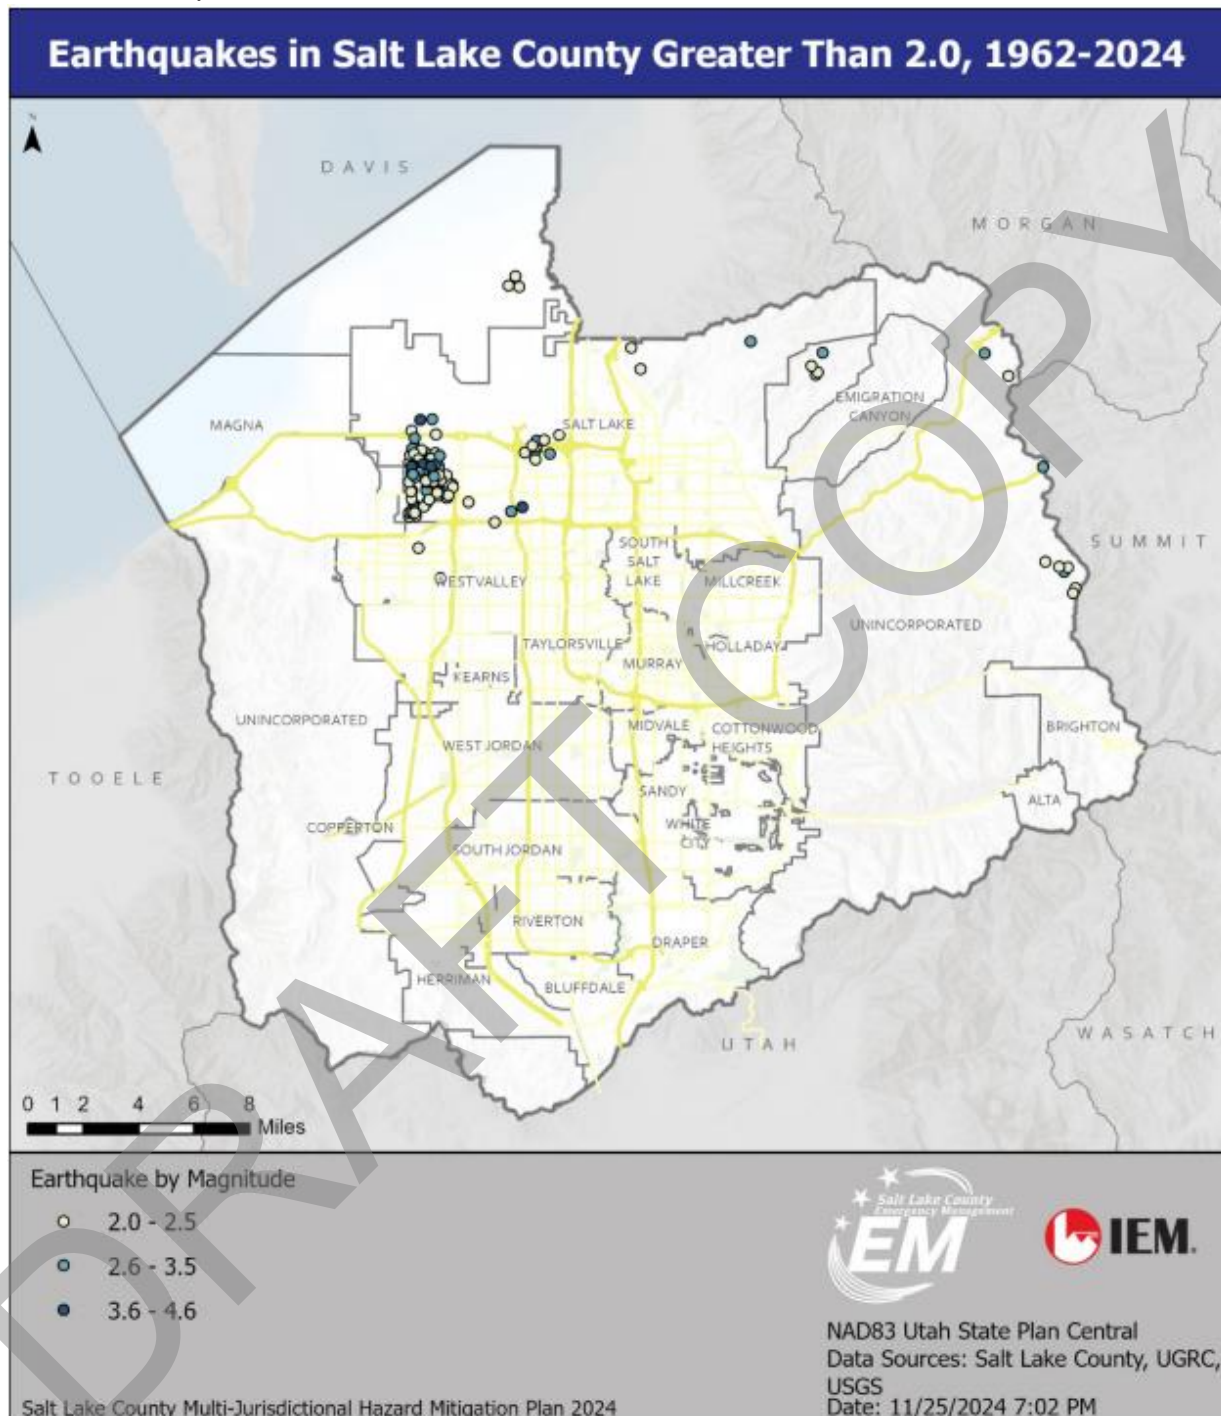 Earthquakes in Salt Lake County Greater Than 2.0, 1962-2024
N
DAVIS
MORGAN
MAGNA
SALT LAKE
EMIGRATION
CANYON
SUMMIT
SOUTH
SALT
LAKE
WESTVALLEY
MILLCREEK
UNINCORPORATED
TAYLORSVILLE
HOLLADAY
MURRAY
KEARNS
UNINCORPORATED
MIDVALE
COTTONWOOD
HEIGHTS
BRIGHTON
WEST JORDAN
TOOELE
SANDY
ALTA
COPPERTON
WHITE
CITY
SOUTH JORDAN
RIVERTON
DRAPER
HERRIMAN
BLUFFDALE
UTAH
WASATCH
0 1 2 4 6 8
Miles
DRAFT COPY
Earthquake by Magnitude
2.0 - 2.5
2.6 - 3.5
3.6 - 4.6
Salt Lake County
Emergency Management
EM
IEM.
NAD83 Utah State Plan Central
Data Sources: Salt Lake County, UGRC,
USGS
Date: 11/25/2024 7:02 PM
Salt Lake County Multi-Jurisdictional Hazard Mitigation Plan 2024